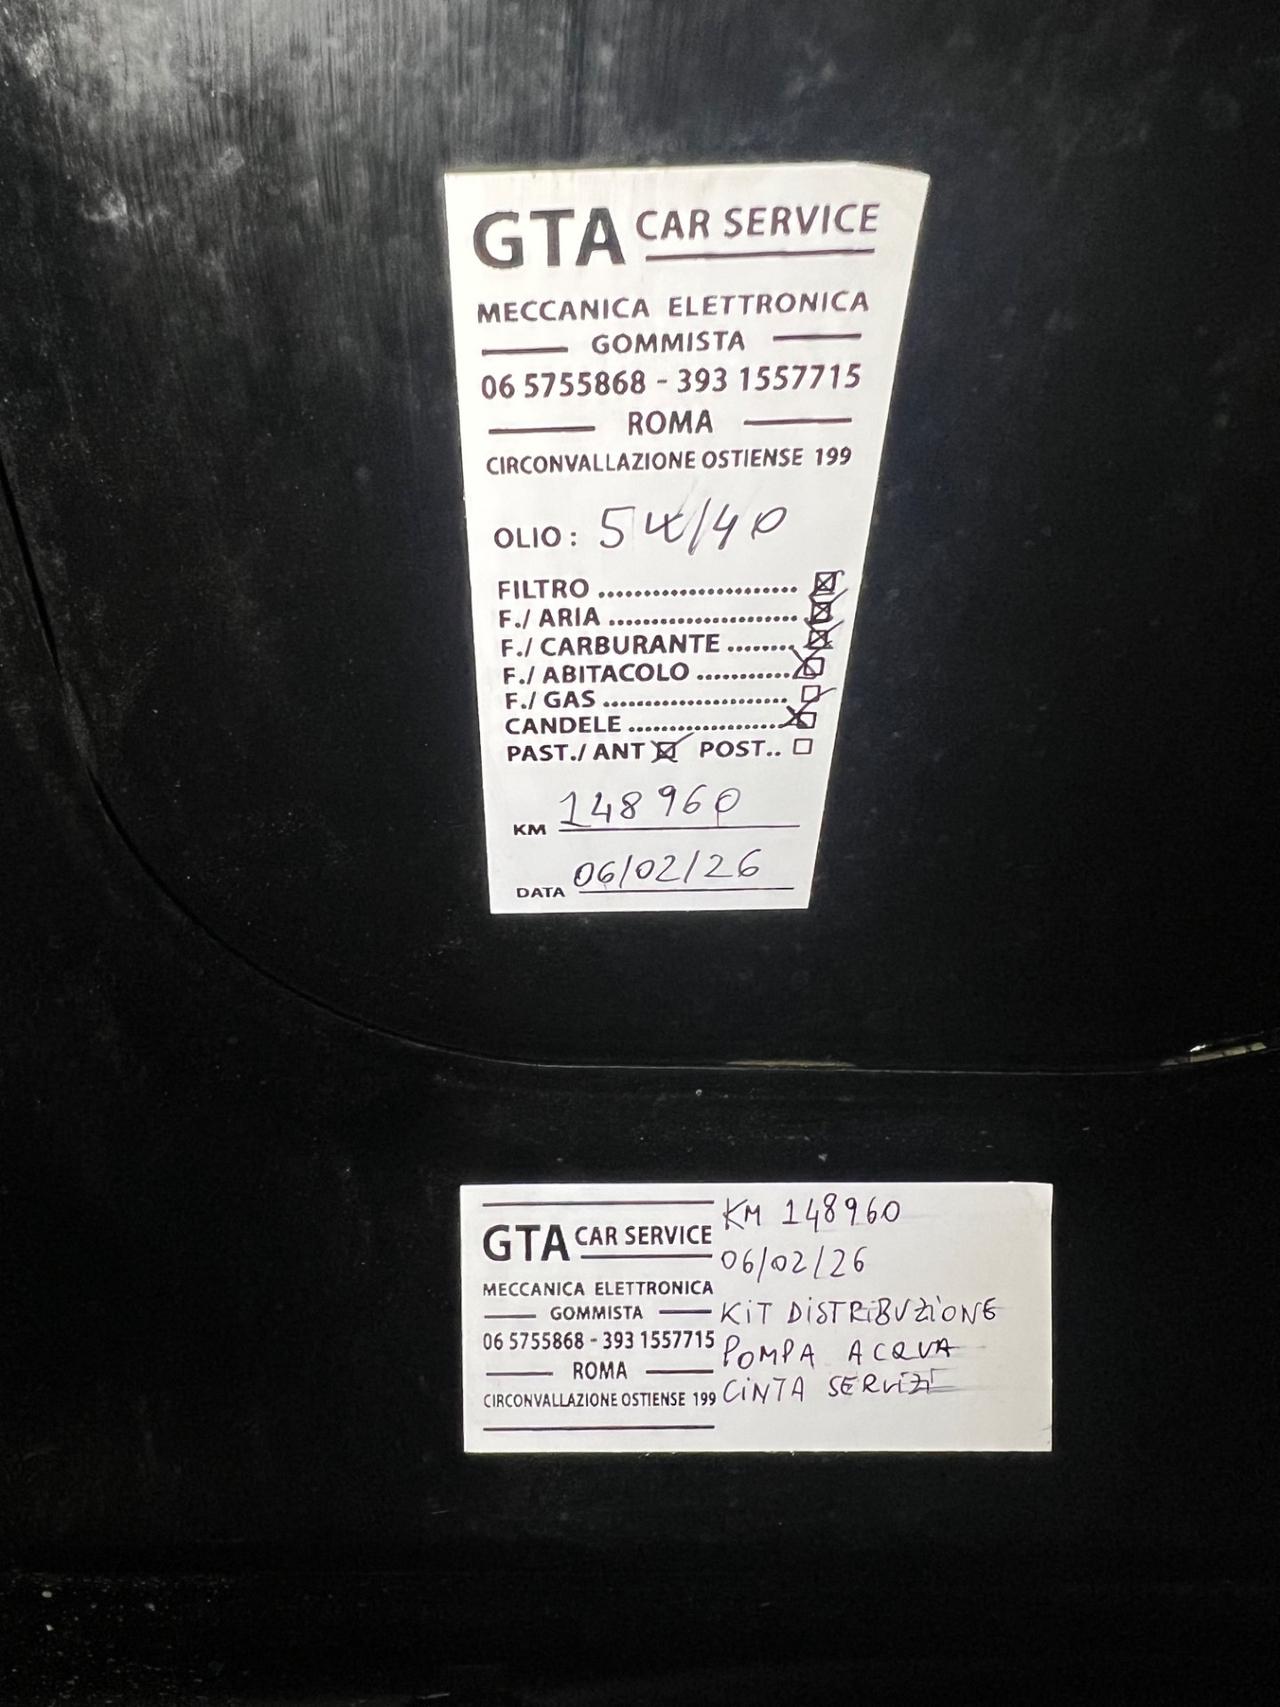 GTA CAR SERVICE
MECCANICA ELETTRONICA
GOMMISTA
06 5755868 - 393 1557715
ROMA
CIRCONVALLAZIONE OSTIENSE 199
OLIO : 5W/40
FILTRO ........................ ☒
F./ ARIA ........................ ☒
F./ CARBURANTE ........ ☒
F./ ABITACOLO ........... ☒
F./ GAS ........................ ☐
CANDELE ..................... ☒
PAST./ ANT ☒ POST.. ☐
KM 148960
DATA 06/02/26
GTA CAR SERVICE
MECCANICA ELETTRONICA
GOMMISTA
06 5755868 - 393 1557715
ROMA
CIRCONVALLAZIONE OSTIENSE 199
KM 148960
06/02/26
KIT DISTRIBUZIONE
POMPA ACQUA
CINTA SERVIZI